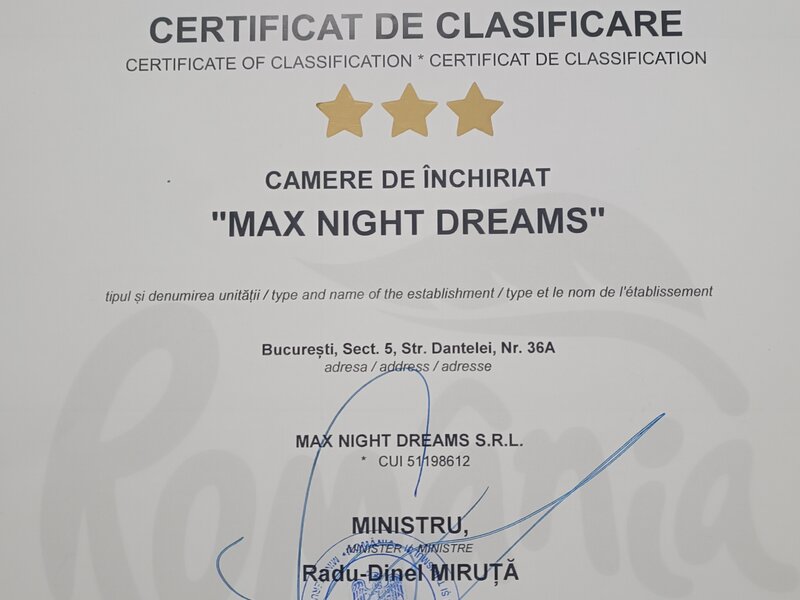 CERTIFICAT DE CLASIFICARE
CERTIFICATE OF CLASSIFICATION * CERTIFICAT DE CLASSIFICATION
CAMERE DE ÎNCHIRIAT
"MAX NIGHT DREAMS"
tipul și denumirea unității / type and name of the establishment / type et le nom de l'établissement
București, Sect. 5, Str. Dantelei, Nr. 36A
adresa / address / adresse
MAX NIGHT DREAMS S.R.L.
* CUI 51198612
România
MINISTRU,
MINISTER / MINISTRE
Radu-Dinel MIRUȚĂ